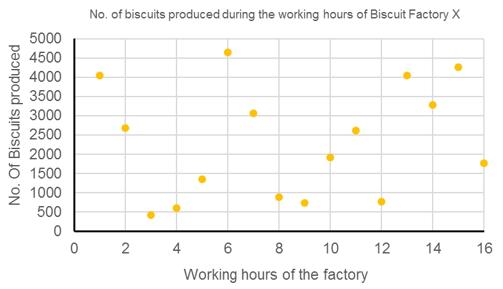 No. of biscuits produced during the working hours of Biscuit Factory X
No. Of Biscuits produced
5000
4500
4000
3500
3000
2500
2000
1500
1000
500
0
0 2 4 6 8 10 12 14 16
Working hours of the factory